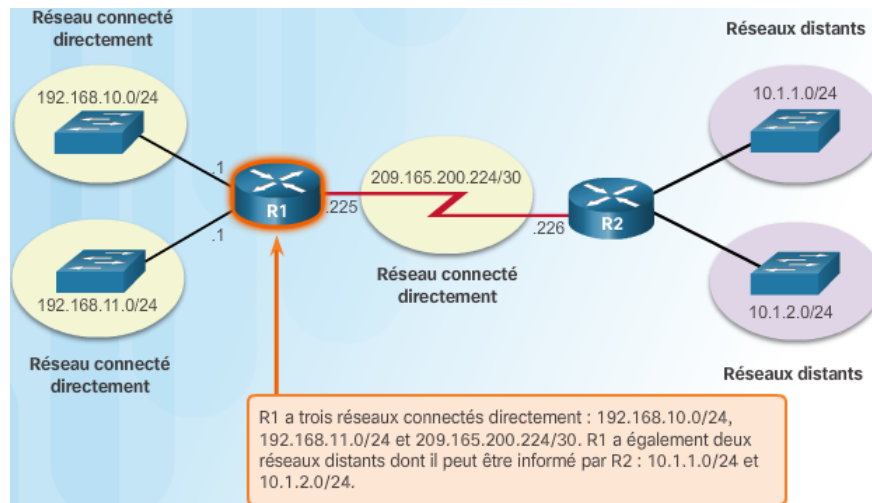 Réseau connecté
directement
Réseaux distants
192.168.10.0/24
10.1.1.0/24
.1
209.165.200.224/30
R1
.225
R2
.226
.1
Réseau connecté
directement
192.168.11.0/24
10.1.2.0/24
Réseau connecté
directement
Réseaux distants
R1 a trois réseaux connectés directement : 192.168.10.0/24,
192.168.11.0/24 et 209.165.200.224/30. R1 a également deux
réseaux distants dont il peut être informé par R2 : 10.1.1.0/24 et
10.1.2.0/24.